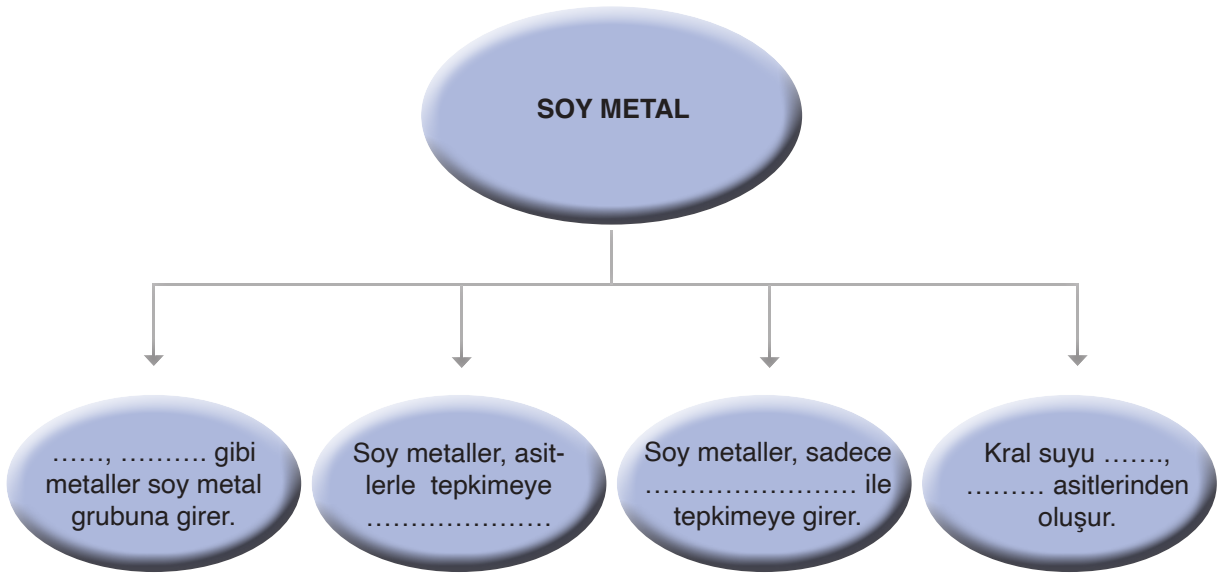 SOY METAL
……, ………. gibi
metaller soy metal
grubuna girer.
Soy metaller, asit-
lerle tepkimeye
…………………
Soy metaller, sadece
…………………… ile
tepkimeye girer.
Kral suyu …….,
……… asitlerinden
oluşur.